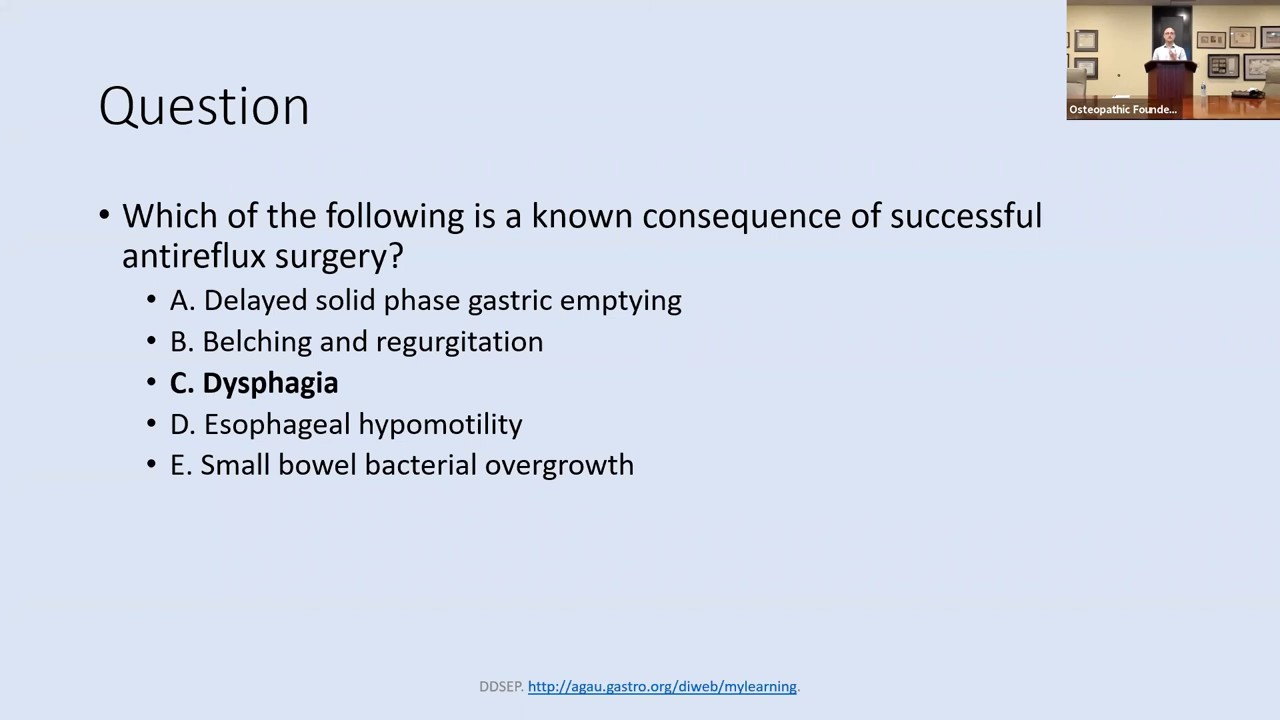 Osteopathic Founde...
Question
• Which of the following is a known consequence of successful
antireflux surgery?
• A. Delayed solid phase gastric emptying
• B. Belching and regurgitation
• C. Dysphagia
• D. Esophageal hypomotility
• E. Small bowel bacterial overgrowth
DDSEP. http://agau.gastro.org/diweb/mylearning.